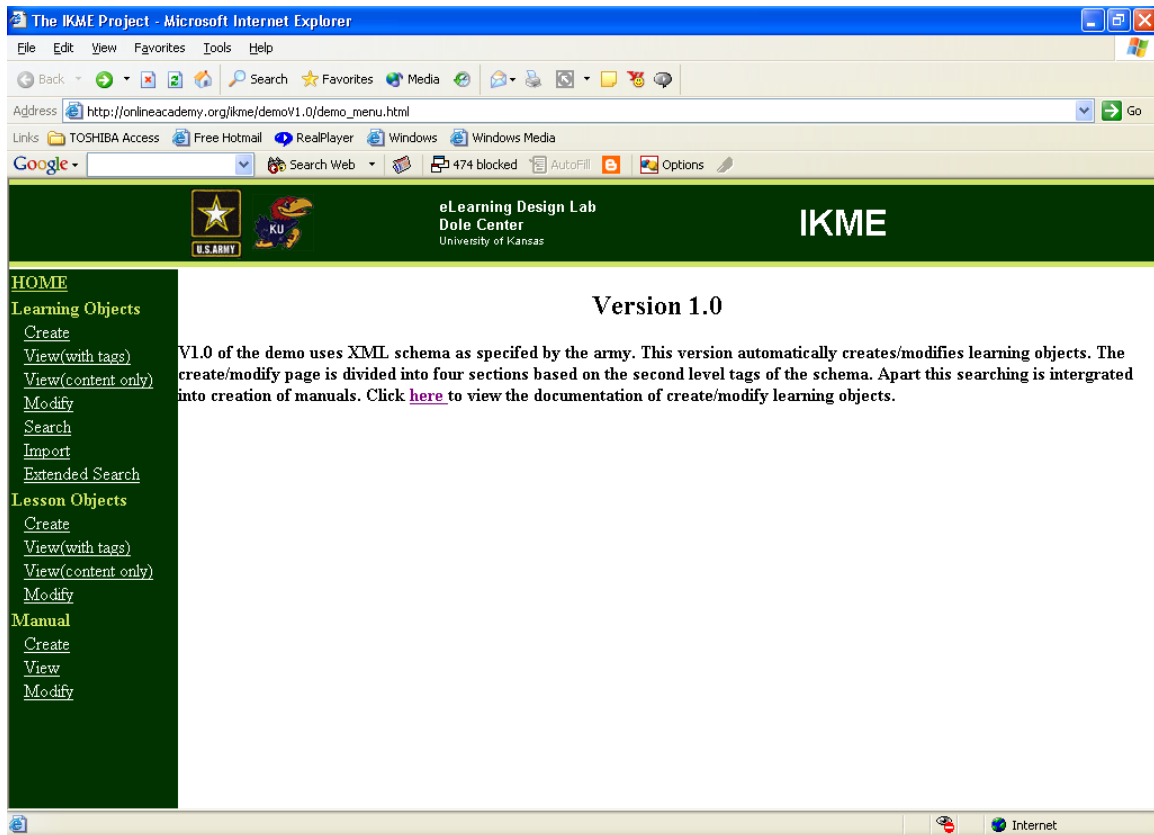 The IKME Project - Microsoft Internet Explorer
File Edit View Favorites Tools Help
Back Search Favorites Media
Address http://onlineacademy.org/ikme/demoV1.0/demo_menu.html Go
Links TOSHIBA Access Free Hotmail RealPlayer Windows Windows Media
Google Search Web 474 blocked AutoFill Options
U.S.ARMY KU
eLearning Design Lab
Dole Center
University of Kansas
IKME
HOME
Learning Objects
Create
View(with tags)
View(content only)
Modify
Search
Import
Extended Search
Lesson Objects
Create
View(with tags)
View(content only)
Modify
Manual
Create
View
Modify
Version 1.0
V1.0 of the demo uses XML schema as specifed by the army. This version automatically creates/modifies learning objects. The
create/modify page is divided into four sections based on the second level tags of the schema. Apart this searching is intergrated
into creation of manuals. Click here to view the documentation of create/modify learning objects.
Internet